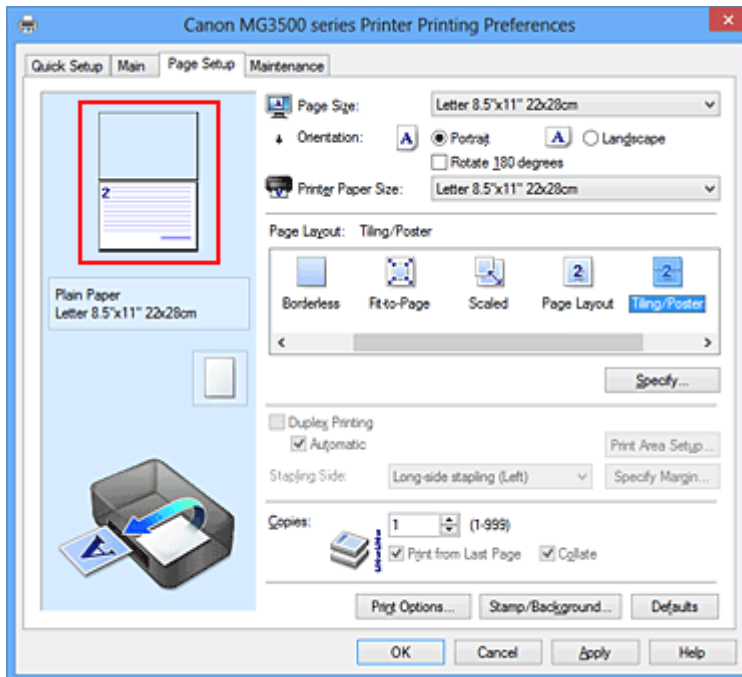 Canon MG3500 series Printer Printing Preferences
Quick Setup Main Page Setup Maintenance
Page Size: Letter 8.5"x11" 22x28cm
Orientation: A Portrait A Landscape
Rotate 180 degrees
Printer Paper Size: Letter 8.5"x11" 22x28cm
2
Plain Paper
Letter 8.5"x11" 22x28cm
Page Layout: Tiling/Poster
2 2
Borderless Fit-to-Page Scaled Page Layout Tiling/Poster
Specify...
Duplex Printing
Automatic Print Area Setup...
Stapling Side: Long-side stapling (Left) Specify Margin...
Copies: 1 (1-999)
Print from Last Page Collate
A
Print Options... Stamp/Background... Defaults
OK Cancel Apply Help